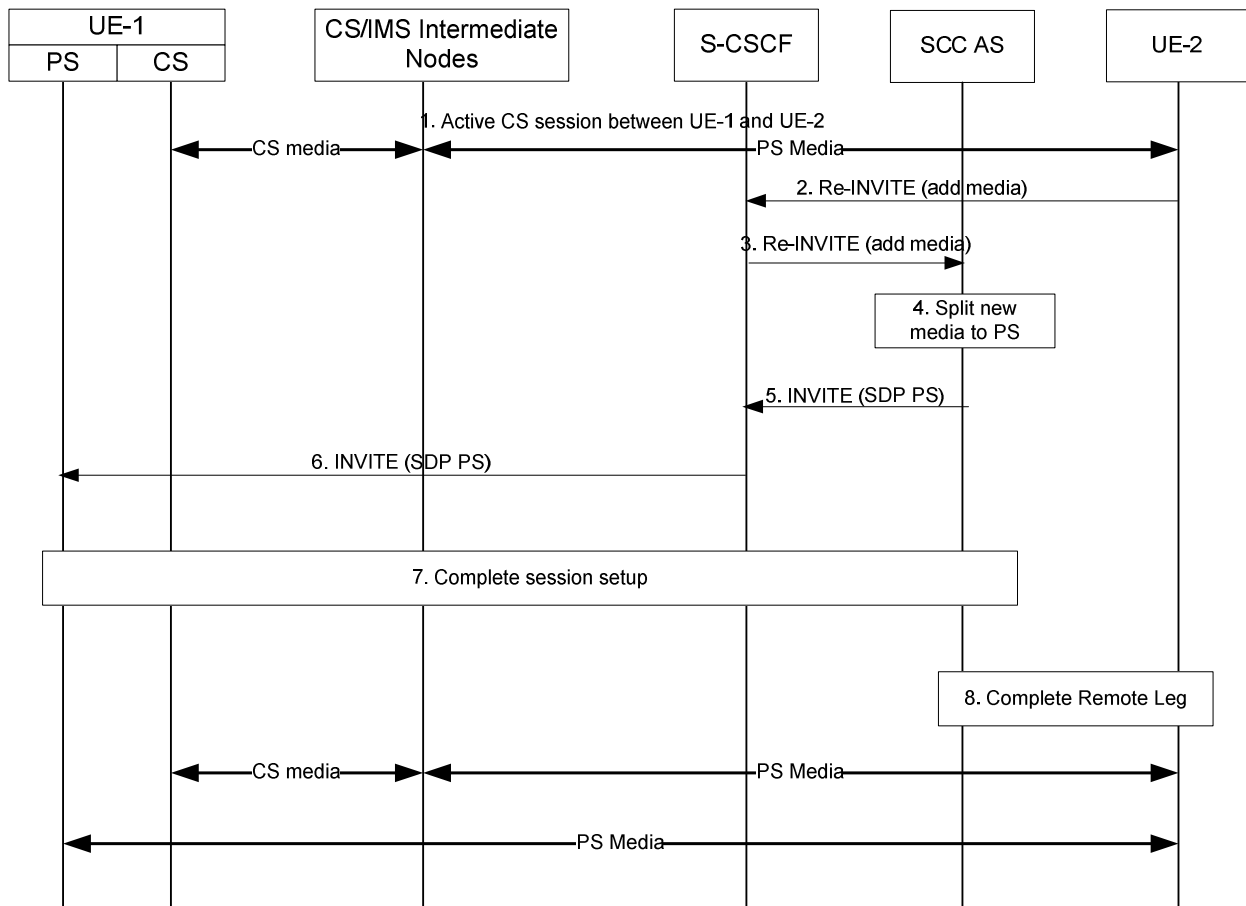 UE-1
PS
CS
CS/IMS Intermediate
Nodes
S-CSCF
SCC AS
UE-2
1. Active CS session between UE-1 and UE-2
CS media
PS Media
2. Re-INVITE (add media)
3. Re-INVITE (add media)
4. Split new
media to PS
5. INVITE (SDP PS)
6. INVITE (SDP PS)
7. Complete session setup
8. Complete Remote Leg
CS media
PS Media
PS Media